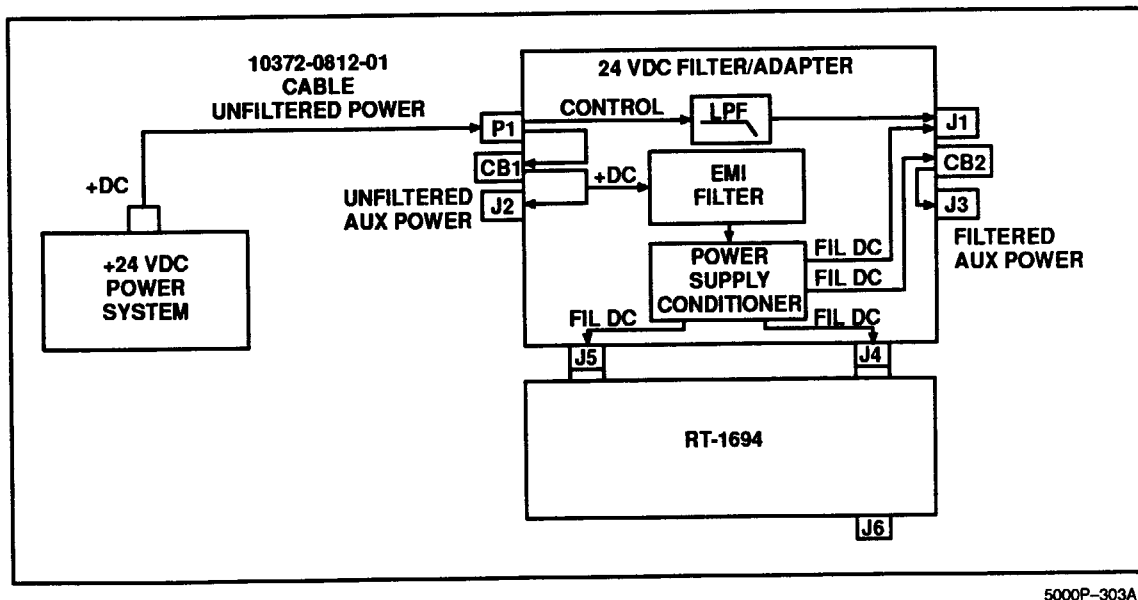 10372-0812-01
CABLE
UNFILTERED POWER
24 VDC FILTER/ADAPTER
P1
CONTROL
LPF
J1
CB1
+DC
EMI
FILTER
CB2
+DC
UNFILTERED
AUX POWER
J2
J3
FILTERED
AUX POWER
+24 VDC
POWER
SYSTEM
POWER
SUPPLY
CONDITIONER
FIL DC
FIL DC
FIL DC
FIL DC
J5
J4
RT-1694
J6
5000P-303A